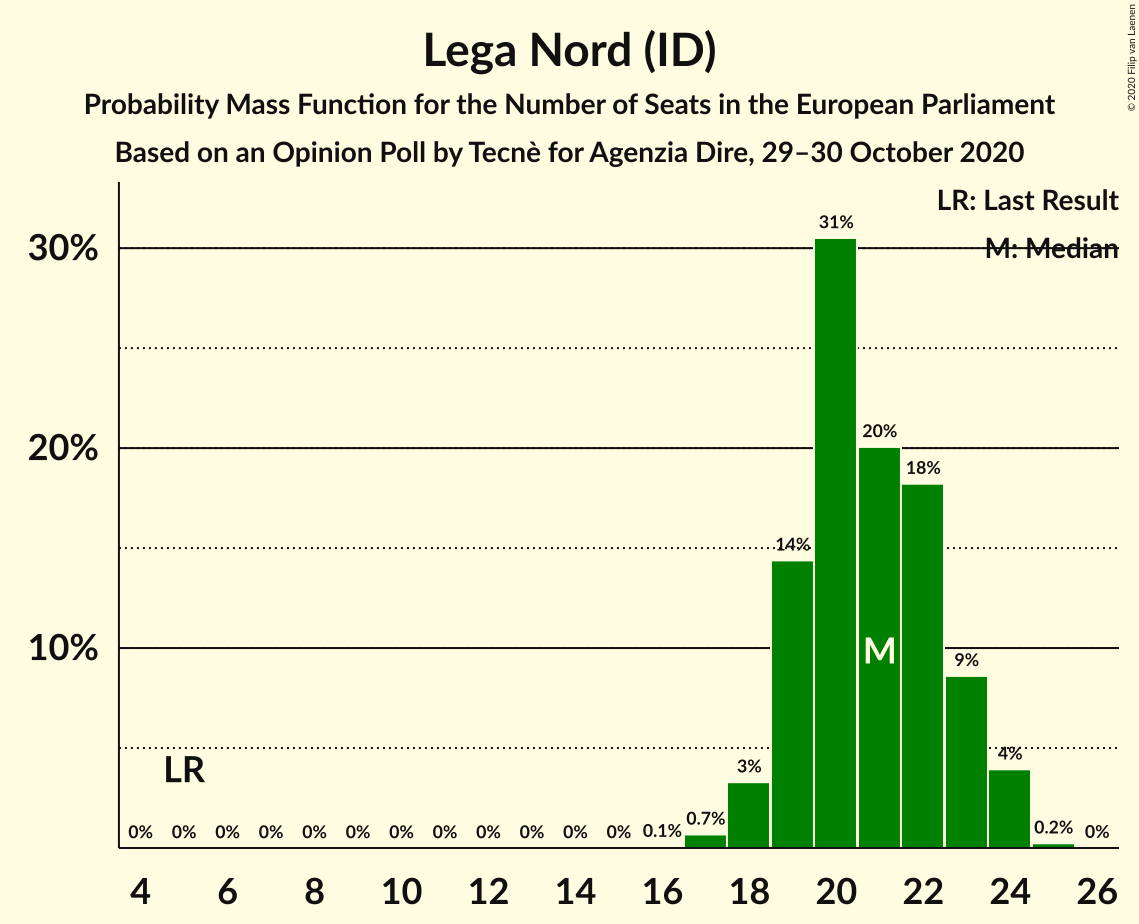 Lega Nord (ID)
Probability Mass Function for the Number of Seats in the European Parliament
Based on an Opinion Poll by Tecnè for Agenzia Dire, 29–30 October 2020
© 2020 Filip van Laenen
LR: Last Result
M: Median
30%
20%
10%
31%
20%
18%
14%
M
9%
LR
3%
4%
0% 0% 0% 0% 0% 0% 0% 0% 0% 0% 0% 0% 0.1% 0.7% 0.2% 0%
4 6 8 10 12 14 16 18 20 22 24 26